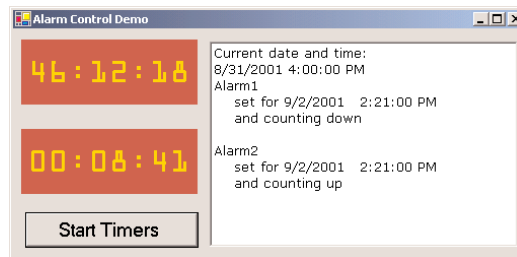 Alarm Control Demo
46:12:18
00:08:41
Start Timers
Current date and time:
8/31/2001 4:00:00 PM
Alarm1
set for 9/2/2001 2:21:00 PM
and counting down
Alarm2
set for 9/2/2001 2:21:00 PM
and counting up